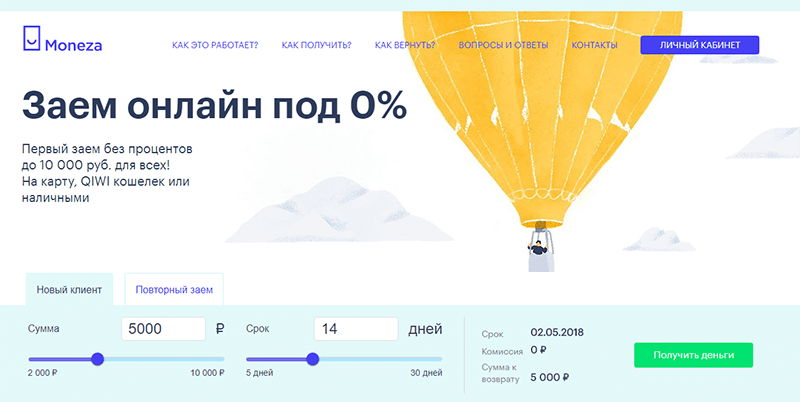 Moneza
КАК ЭТО РАБОТАЕТ? КАК ПОЛУЧИТЬ? КАК ВЕРНУТЬ? ВОПРОСЫ И ОТВЕТЫ КОНТАКТЫ ЛИЧНЫЙ КАБИНЕТ
Заем онлайн под 0%
Первый заем без процентов
до 10 000 руб. для всех!
На карту, QIWI кошелек или
наличными
Новый клиент Повторный заем
Сумма 5000 ₽ Срок 14 дней
2 000 ₽ 10 000 ₽ 5 дней 30 дней
Срок 02.05.2018
Комиссия 0 ₽
Сумма к
возврату 5 000 ₽
Получить деньги